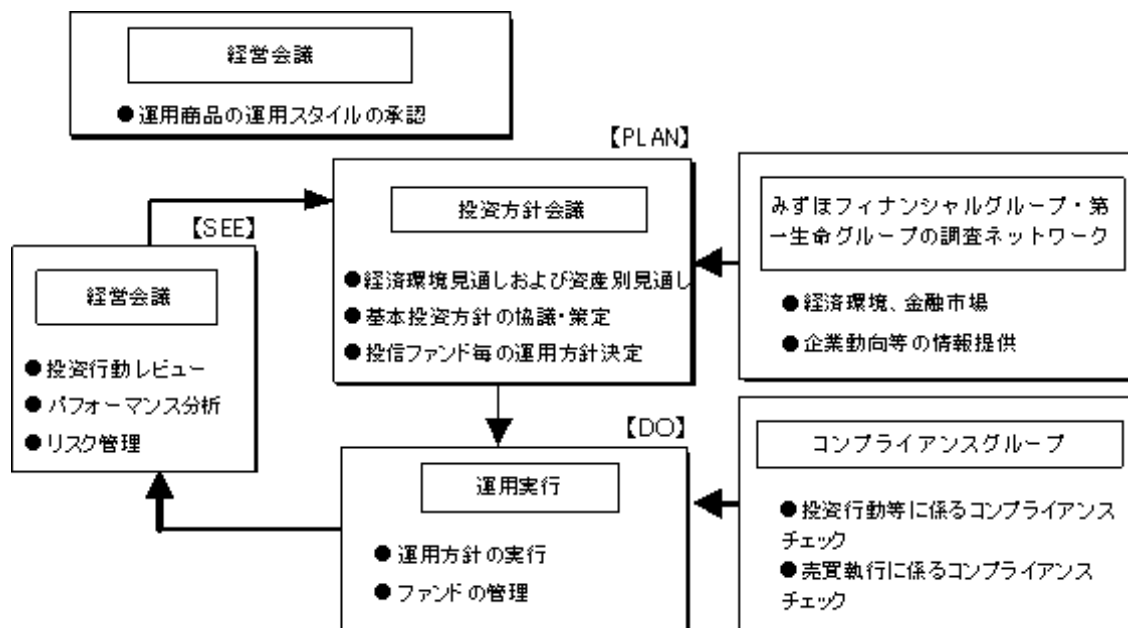 経営会議
●運用商品の運用スタイルの承認
【PLAN】
投資方針会議
●経済環境見通しおよび資産別見通し
●基本投資方針の協議・策定
●投信ファンド毎の運用方針決定
みずほフィナンシャルグループ・第
一生命グループの調査ネットワーク
●経済環境、金融市場
●企業動向等の情報提供
【SEE】
経営会議
●投資行動レビュー
●パフォーマンス分析
●リスク管理
【DO】
運用実行
●運用方針の実行
●ファンドの管理
コンプライアンスグループ
●投資行動等に係るコンプライアンス
チェック
●売買執行に係るコンプライアンス
チェック